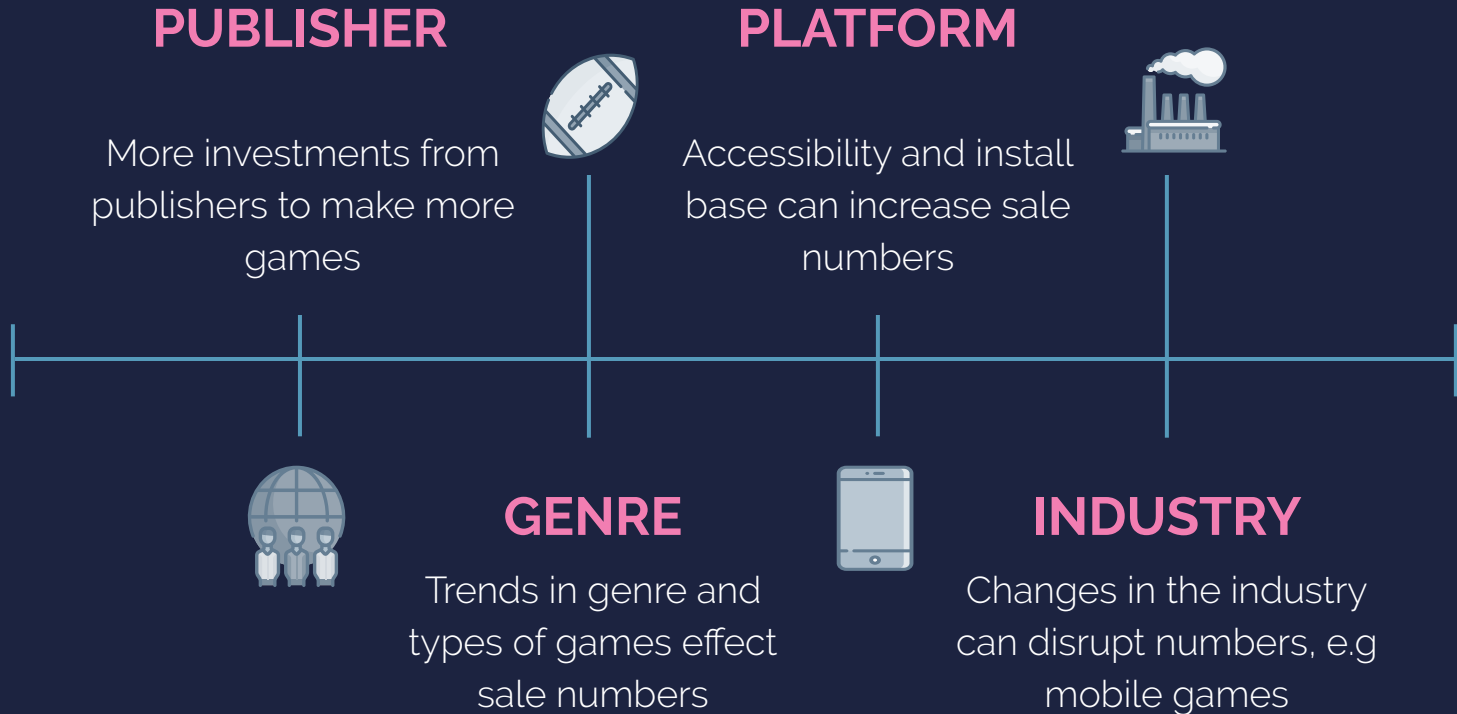 PUBLISHER
More investments from
publishers to make more
games
PLATFORM
Accessibility and install
base can increase sale
numbers
GENRE
Trends in genre and
types of games effect
sale numbers
INDUSTRY
Changes in the industry
can disrupt numbers, e.g
mobile games